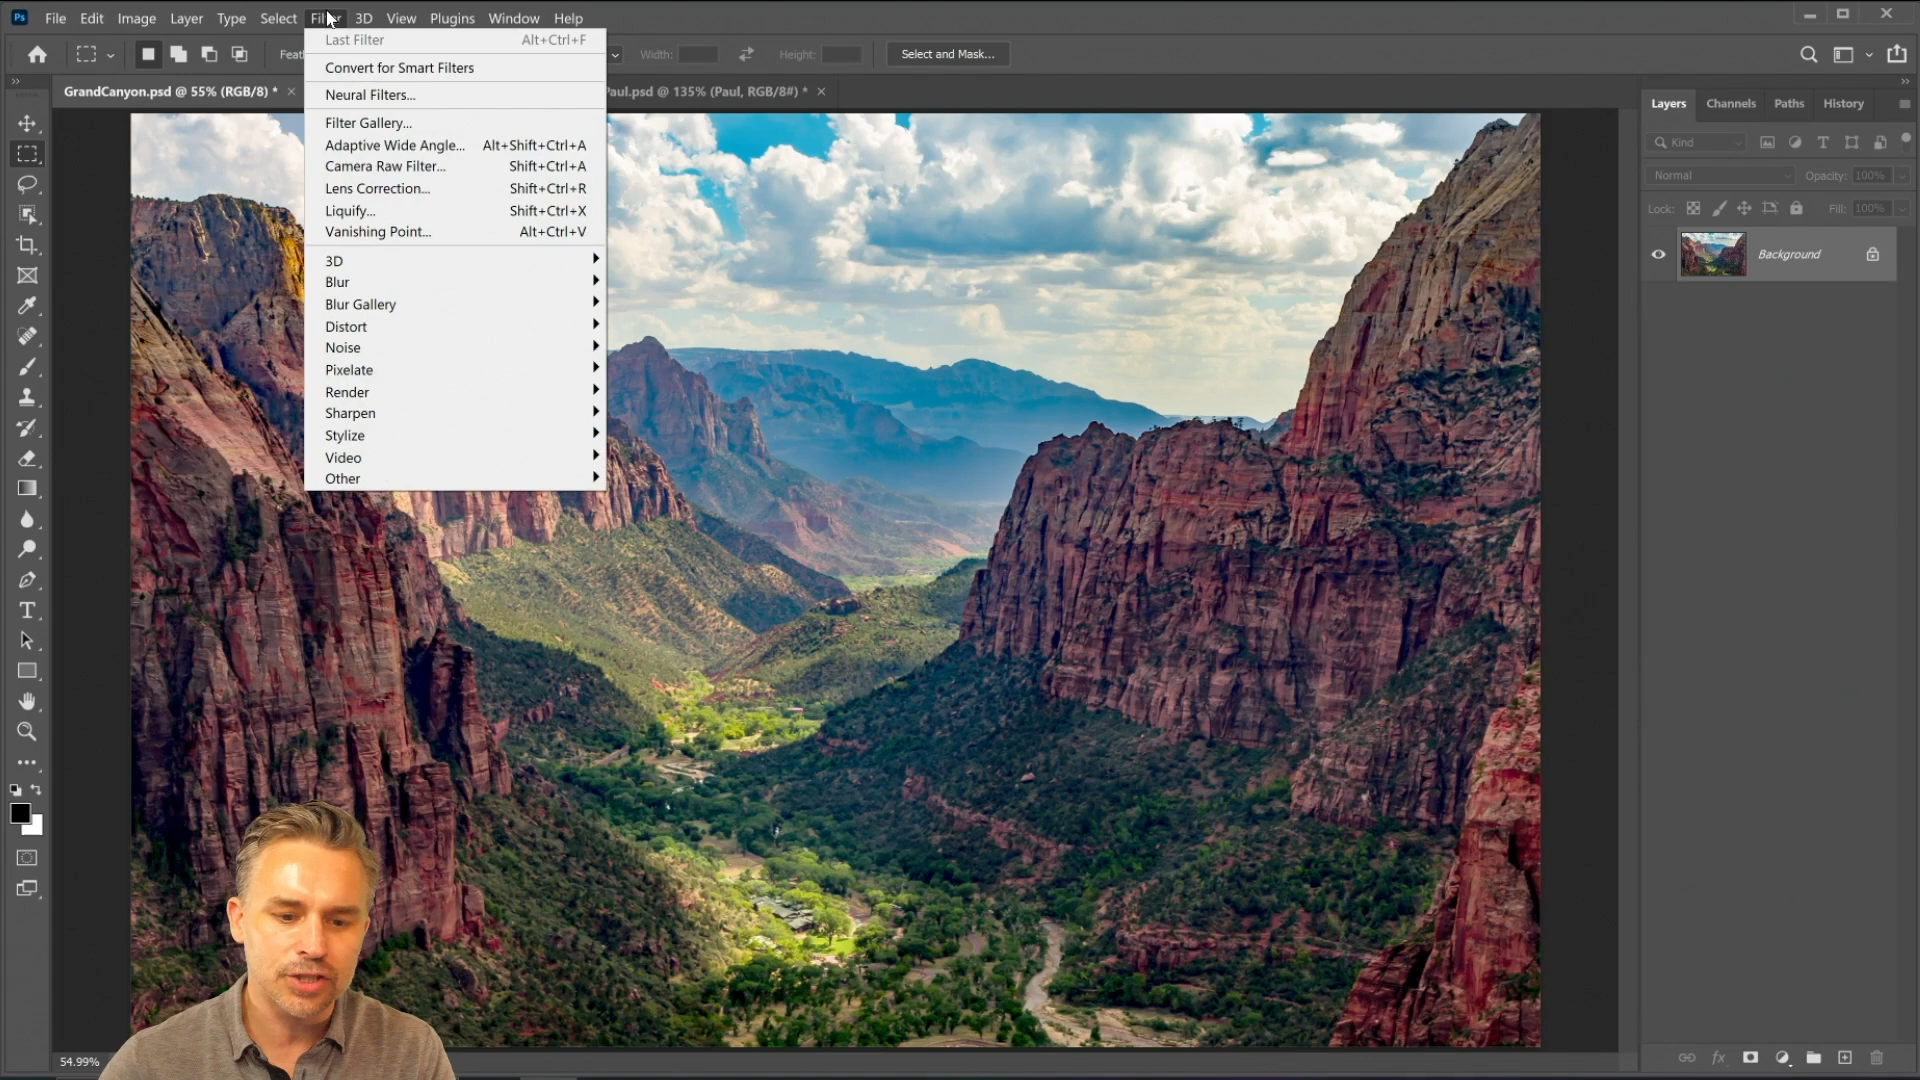 Ps File Edit Image Layer Type Select Filter 3D View Plugins Window Help
Width: Height: Select and Mask...
GrandCanyon.psd @ 55% (RGB/8) *
Paul.psd @ 135% (Paul, RGB/8#) *
Last Filter Alt+Ctrl+F
Convert for Smart Filters
Neural Filters...
Filter Gallery...
Adaptive Wide Angle... Alt+Shift+Ctrl+A
Camera Raw Filter... Shift+Ctrl+A
Lens Correction... Shift+Ctrl+R
Liquify... Shift+Ctrl+X
Vanishing Point... Alt+Ctrl+V
3D
Blur
Blur Gallery
Distort
Noise
Pixelate
Render
Sharpen
Stylize
Video
Other
Layers Channels Paths History
Kind
Normal Opacity: 100%
Lock: Fill: 100%
Background
54.99%